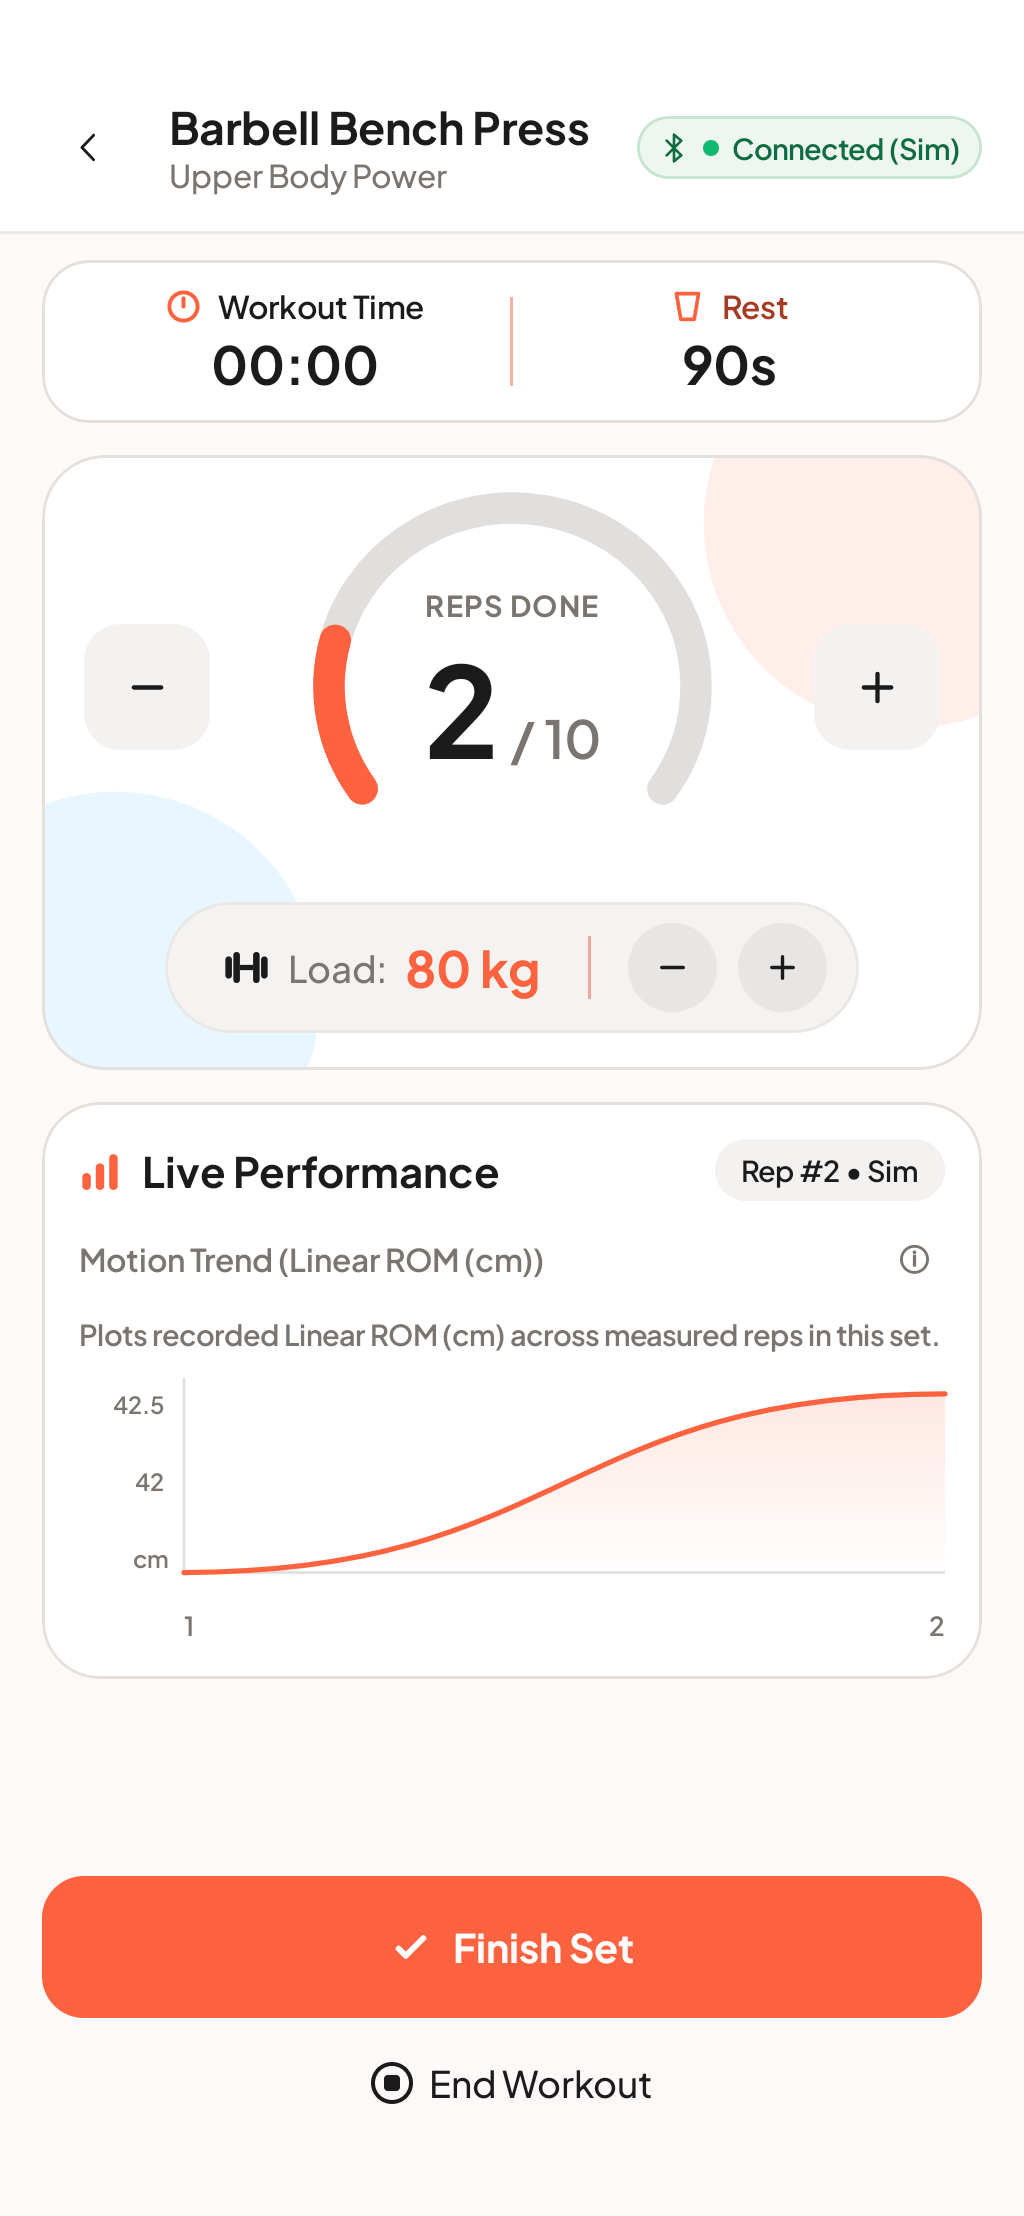 Barbell Bench Press
Upper Body Power
Connected (Sim)
Workout Time
00:00
Rest
90s
REPS DONE
2 / 10
Load: 80 kg
Live Performance
Rep #2 • Sim
Motion Trend (Linear ROM (cm))
Plots recorded Linear ROM (cm) across measured reps in this set.
42.5
42
cm
1 2
Finish Set
End Workout